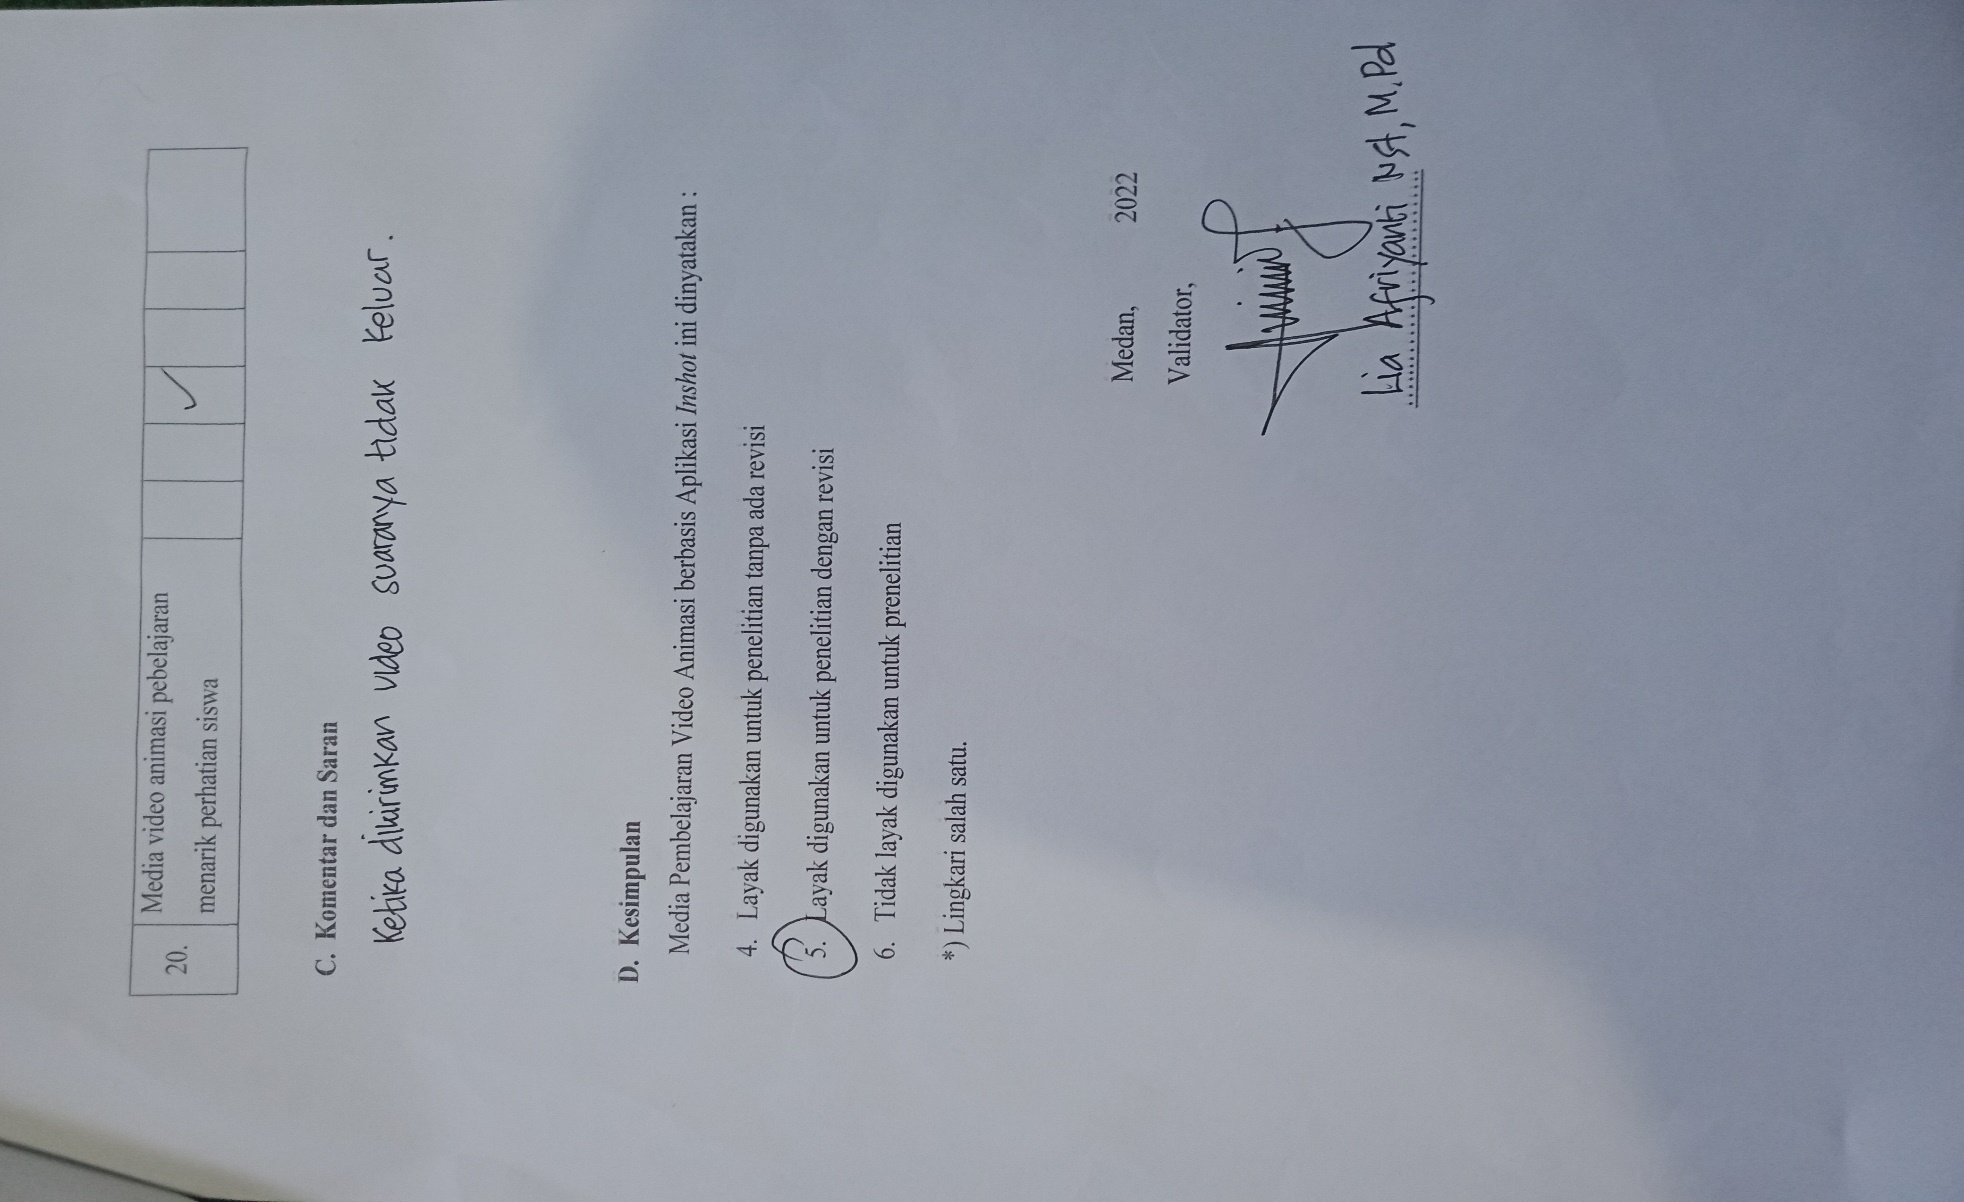 20. Media video animasi pebelajaran
menarik perhatian siswa ✓
C. Komentar dan Saran
Ketika dikirimkan video suaranya tidak keluar.
D. Kesimpulan
Media Pembelajaran Video Animasi berbasis Aplikasi Inshot ini dinyatakan :
4. Layak digunakan untuk penelitian tanpa ada revisi
5. Layak digunakan untuk penelitian dengan revisi
6. Tidak layak digunakan untuk prenelitian
*) Lingkari salah satu.
Medan, 2022
Validator,
Lia Afriyanti Nst, M.Pd